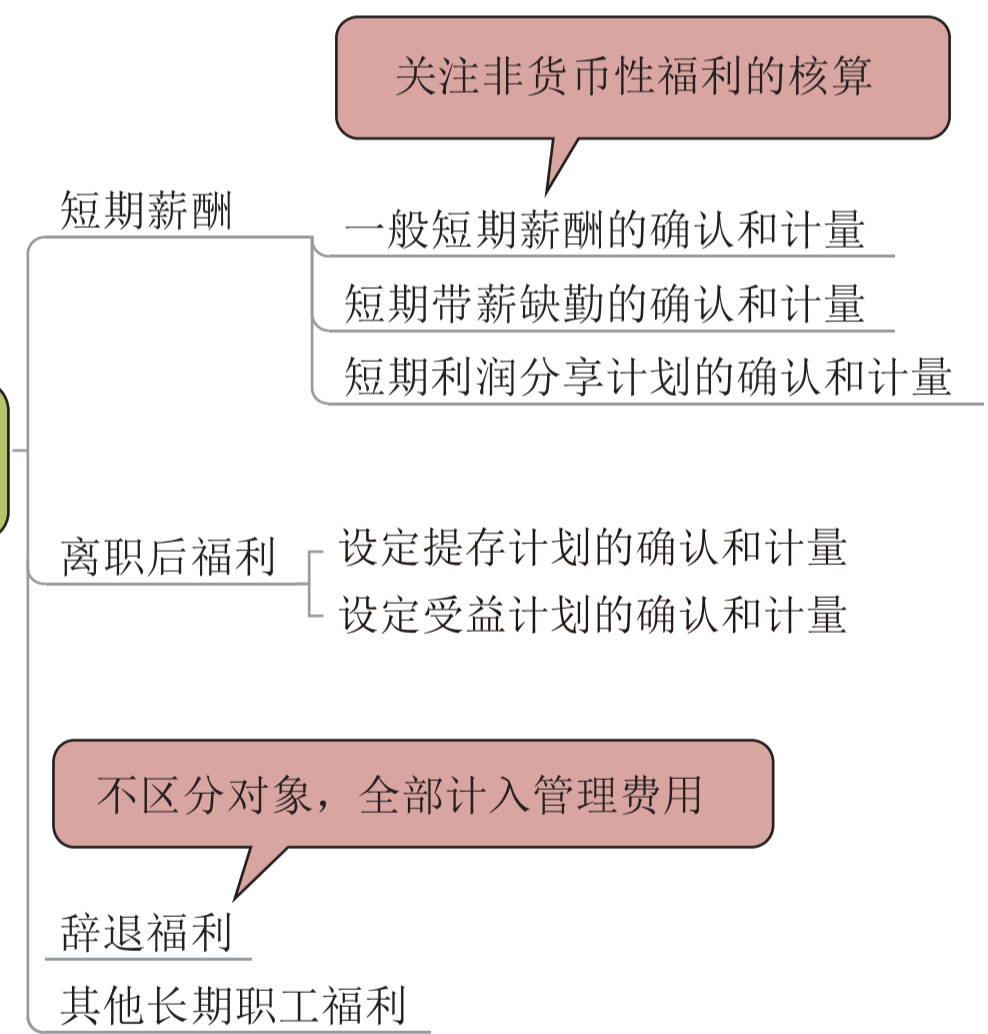 关注非货币性福利的核算
短期薪酬
一般短期薪酬的确认和计量
短期带薪缺勤的确认和计量
短期利润分享计划的确认和计量
离职后福利
设定提存计划的确认和计量
设定受益计划的确认和计量
不区分对象，全部计入管理费用
辞退福利
其他长期职工福利